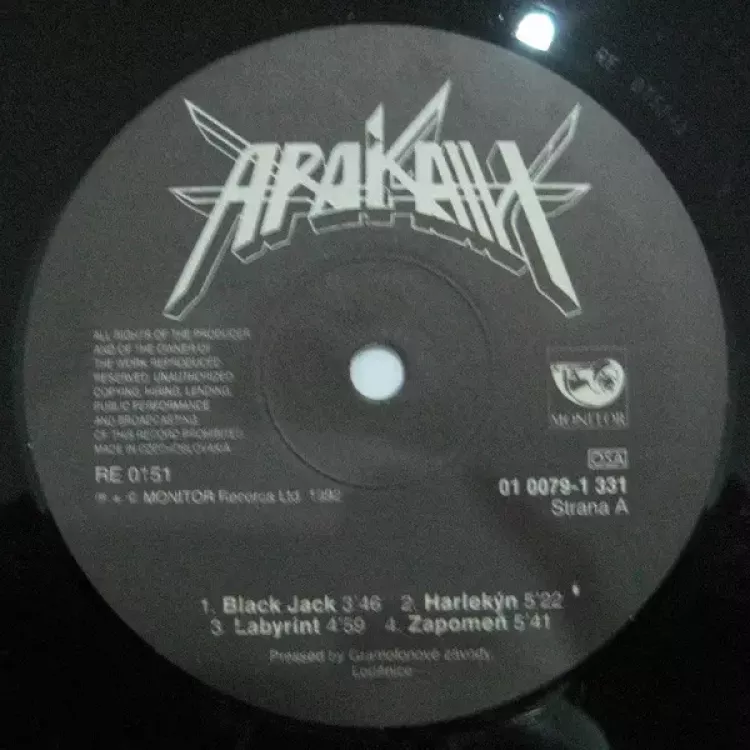 ARAKAIN
ALL RIGHTS OF THE PRODUCER
AND OF THE OWNER OF
THE WORK REPRODUCED
RESERVED. UNAUTHORIZED
COPYING, HIRING, LENDING,
PUBLIC PERFORMANCE
AND BROADCASTING
OF THIS RECORD PROHIBITED.
MADE IN CZECHOSLOVAKIA
RE 0151
℗ + © MONITOR Records Ltd. 1992
MONITOR
OSA
01 0079-1 331
Strana A
1. Black Jack 3'46 2. Harlekýn 5'22
3. Labyrint 4'59 4. Zapomeň 5'41
Pressed by Gramofonové závody,
Loděnice